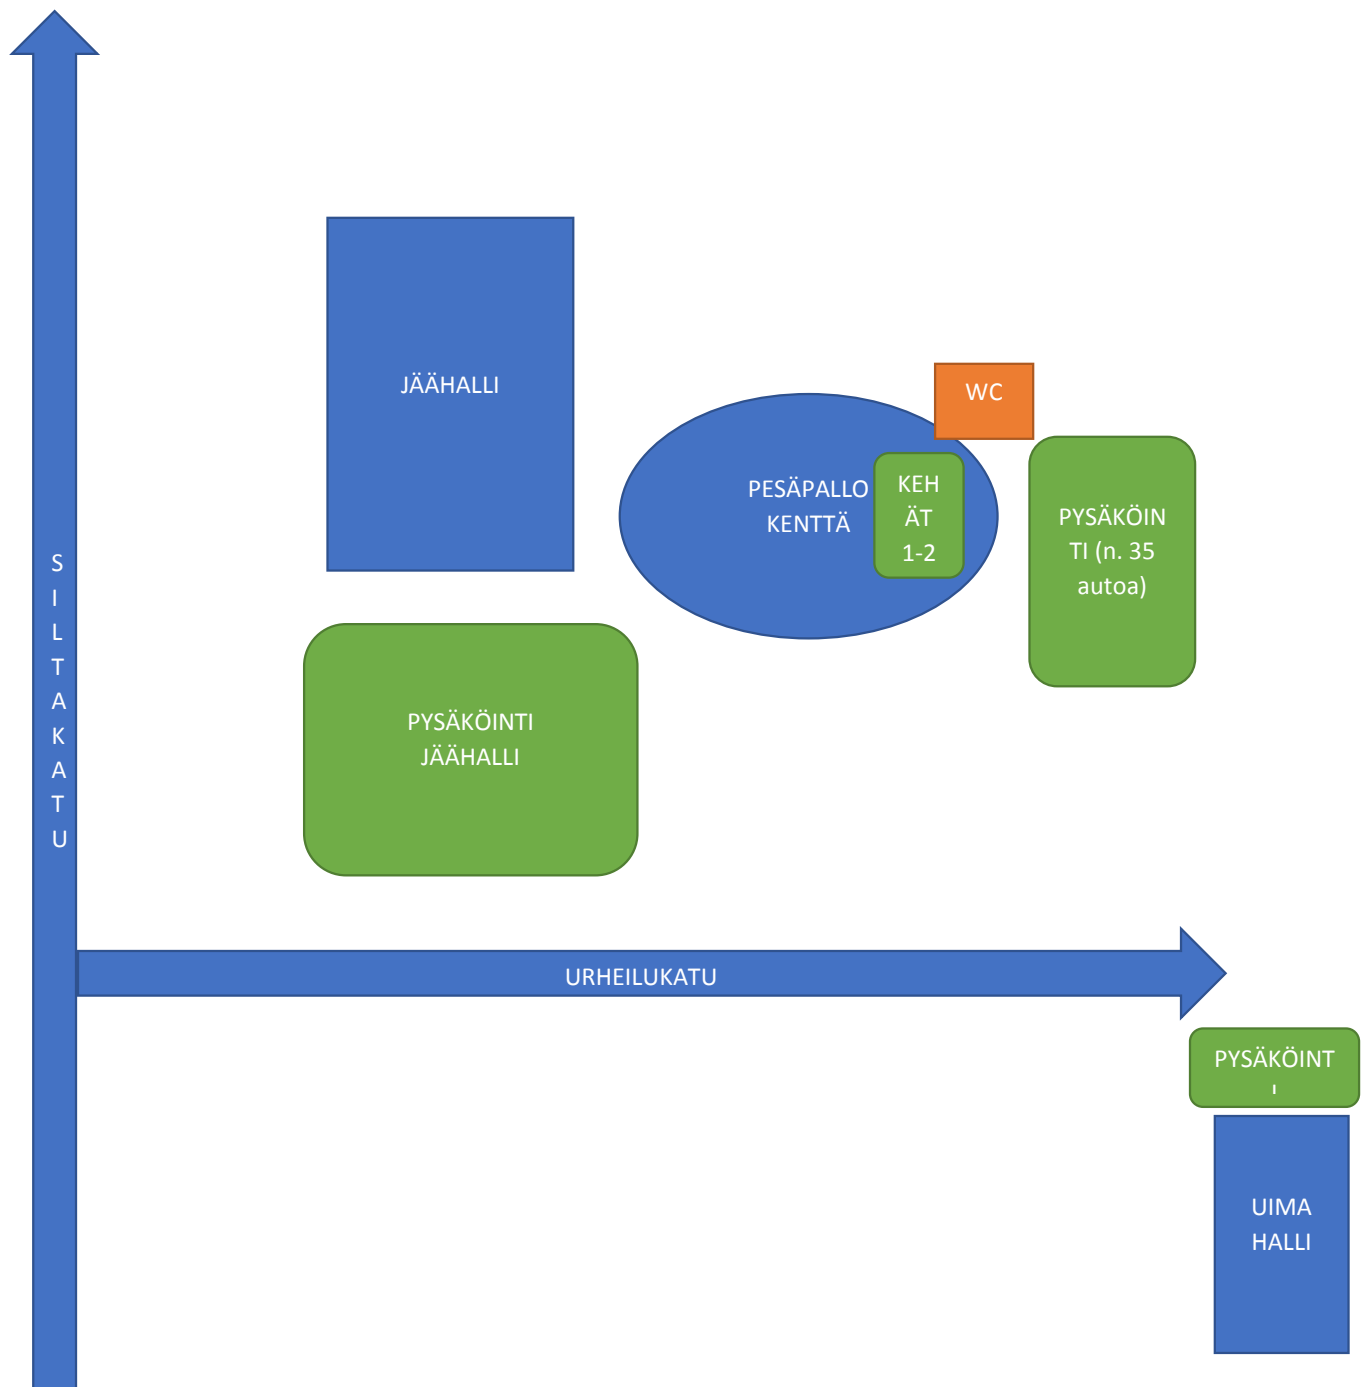 JÄÄHALLI
WC
PESÄPALLO
KENTTÄ
KEH
ÄT
1-2
PYSÄKÖIN
TI (n. 35
autoa)
S
I
L
T
A
K
A
T
U
PYSÄKÖINTI
JÄÄHALLI
URHEILUKATU
PYSÄKÖINT
I
UIMA
HALLI